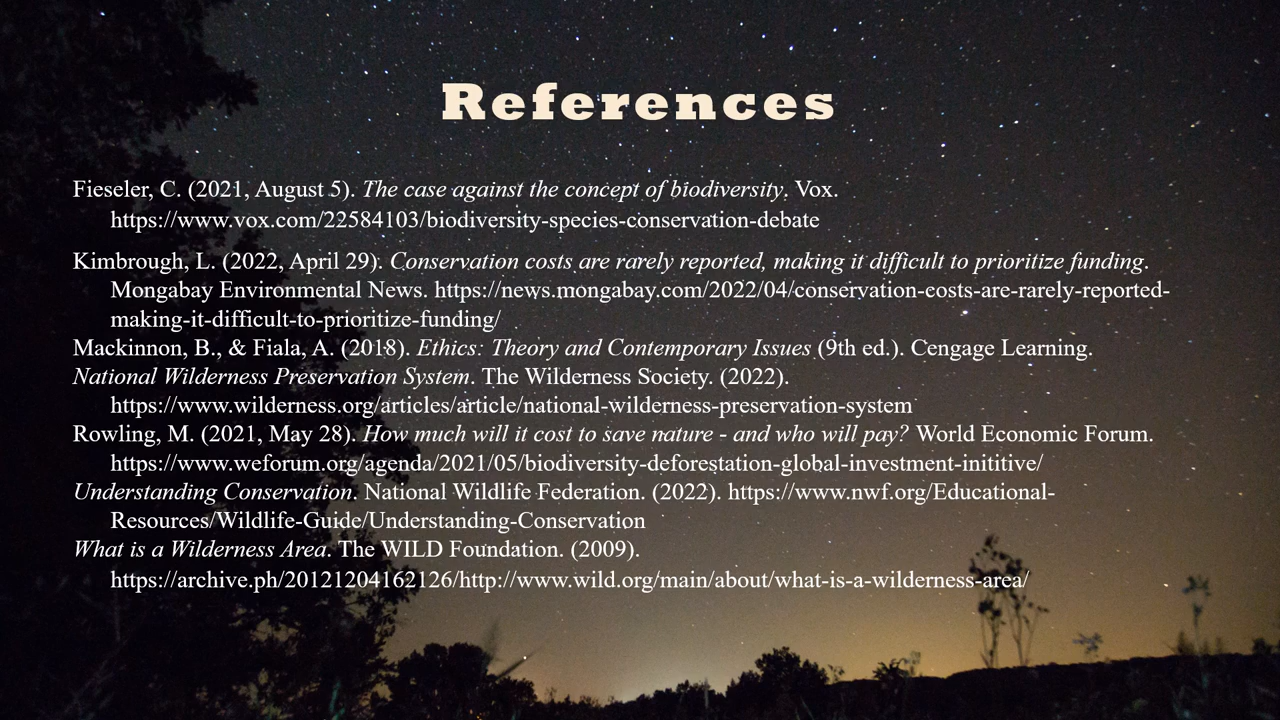 References
Fieseler, C. (2021, August 5). The case against the concept of biodiversity. Vox.
https://www.vox.com/22584103/biodiversity-species-conservation-debate
Kimbrough, L. (2022, April 29). Conservation costs are rarely reported, making it difficult to prioritize funding.
Mongabay Environmental News. https://news.mongabay.com/2022/04/conservation-costs-are-rarely-reported-
making-it-difficult-to-prioritize-funding/
Mackinnon, B., & Fiala, A. (2018). Ethics: Theory and Contemporary Issues (9th ed.). Cengage Learning.
National Wilderness Preservation System. The Wilderness Society. (2022).
https://www.wilderness.org/articles/article/national-wilderness-preservation-system
Rowling, M. (2021, May 28). How much will it cost to save nature - and who will pay? World Economic Forum.
https://www.weforum.org/agenda/2021/05/biodiversity-deforestation-global-investment-inititive/
Understanding Conservation. National Wildlife Federation. (2022). https://www.nwf.org/Educational-
Resources/Wildlife-Guide/Understanding-Conservation
What is a Wilderness Area. The WILD Foundation. (2009).
https://archive.ph/20121204162126/http://www.wild.org/main/about/what-is-a-wilderness-area/